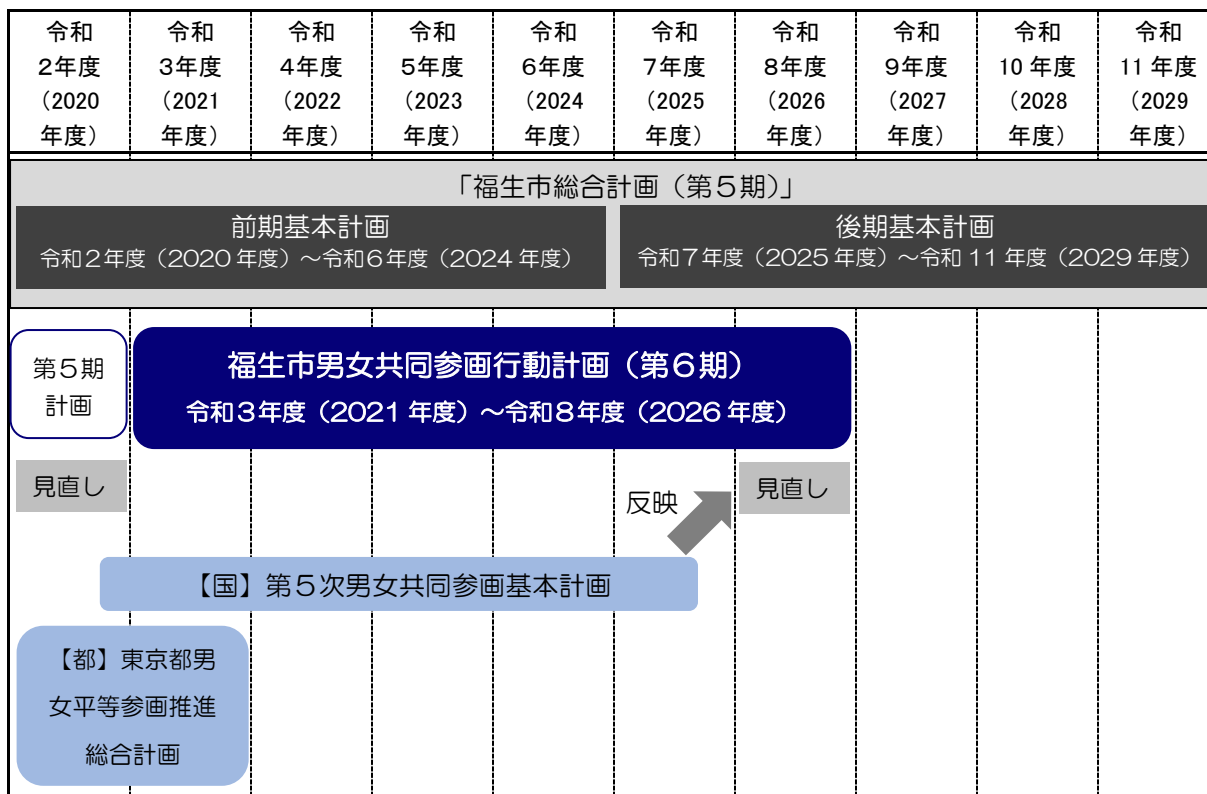 令和
2年度
（2020
年度）
令和
3年度
（2021
年度）
令和
4年度
（2022
年度）
令和
5年度
（2023
年度）
令和
6年度
（2024
年度）
令和
7年度
（2025
年度）
令和
8年度
（2026
年度）
令和
9年度
（2027
年度）
令和
10 年度
（2028
年度）
令和
11 年度
（2029
年度）
「福生市総合計画（第５期）」
前期基本計画
令和２年度（2020 年度）～令和６年度（2024 年度）
後期基本計画
令和７年度（2025 年度）～令和 11 年度（2029 年度）
第５期
計画
福生市男女共同参画行動計画（第６期）
令和３年度（2021 年度）～令和８年度（2026 年度）
見直し
反映
見直し
【国】第５次男女共同参画基本計画
【都】東京都男
女平等参画推進
総合計画